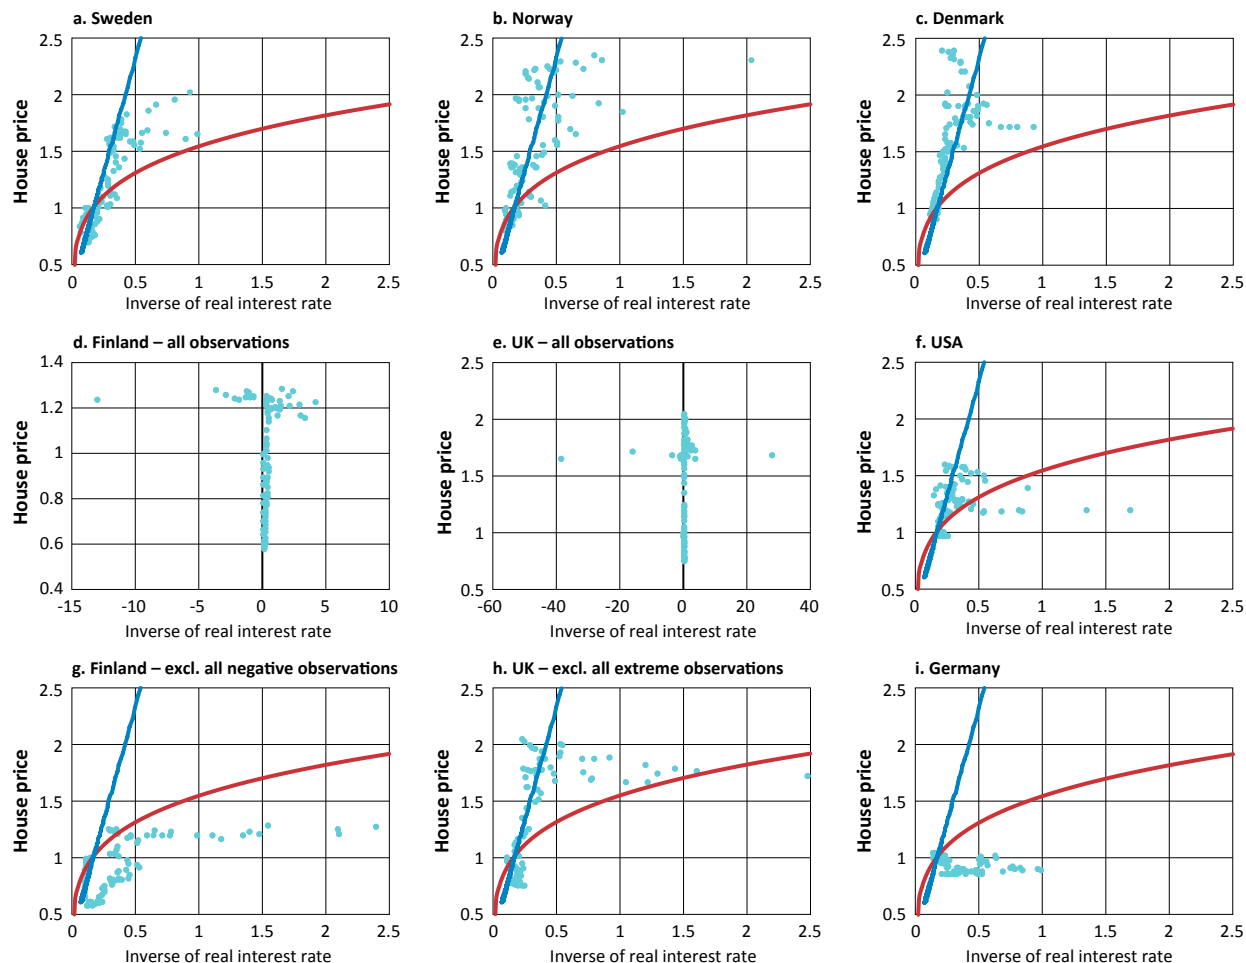 a. Sweden
b. Norway
c. Denmark
House price
2.5
2
1.5
1
0.5
0 0.5 1 1.5 2 2.5
Inverse of real interest rate
House price
2.5
2
1.5
1
0.5
0 0.5 1 1.5 2 2.5
Inverse of real interest rate
House price
2.5
2
1.5
1
0.5
0 0.5 1 1.5 2 2.5
Inverse of real interest rate
d. Finland – all observations
e. UK – all observations
f. USA
House price
1.4
1.2
1
0.8
0.6
0.4
-15 -10 -5 0 5 10
Inverse of real interest rate
House price
2.5
2
1.5
1
0.5
-60 -40 -20 0 20 40
Inverse of real interest rate
House price
2.5
2
1.5
1
0.5
0 0.5 1 1.5 2 2.5
Inverse of real interest rate
g. Finland – excl. all negative observations
h. UK – excl. all extreme observations
i. Germany
House price
2.5
2
1.5
1
0.5
0 0.5 1 1.5 2 2.5
Inverse of real interest rate
House price
2.5
2
1.5
1
0.5
0 0.5 1 1.5 2 2.5
Inverse of real interest rate
House price
2.5
2
1.5
1
0.5
0 0.5 1 1.5 2 2.5
Inverse of real interest rate